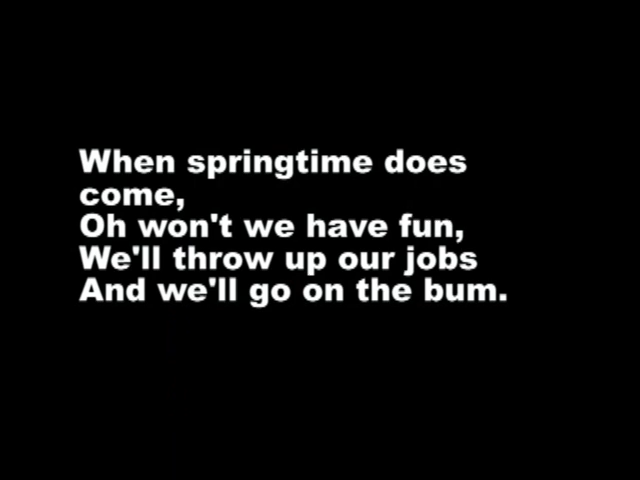 When springtime does
come,
Oh won't we have fun,
We'll throw up our jobs
And we'll go on the bum.